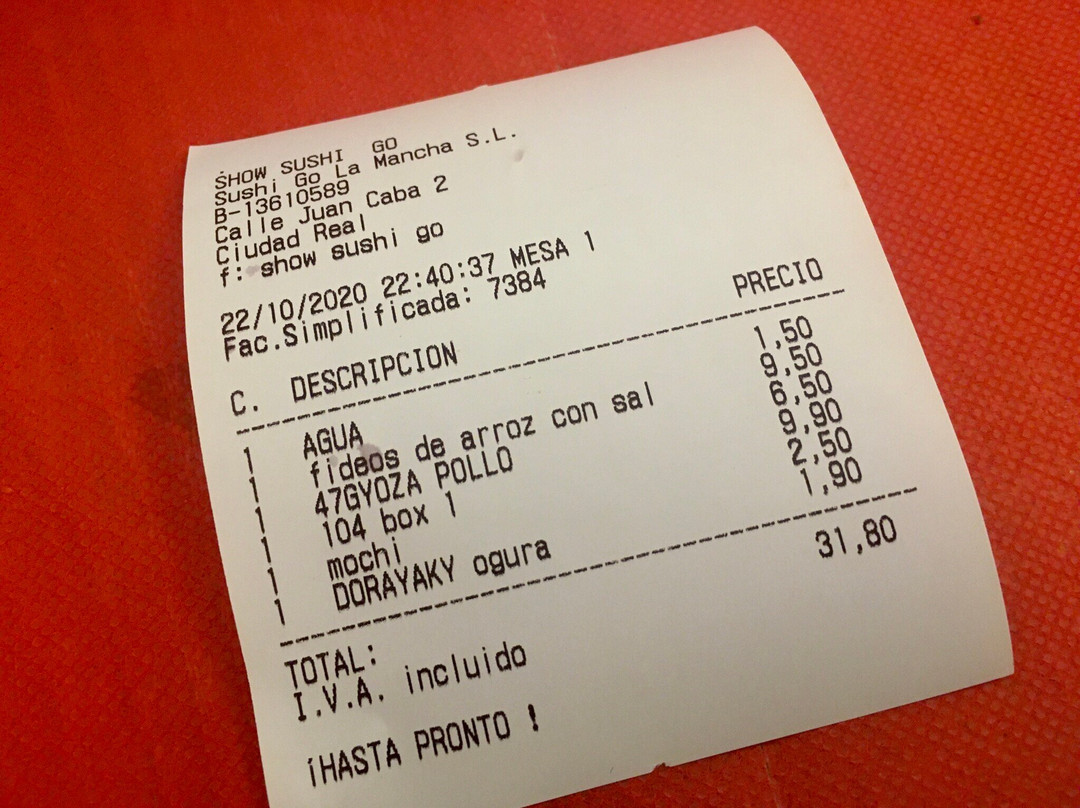 SHOW SUSHI GO
Sushi Go La Mancha S.L.
B-13610589
Calle Juan Caba 2
Ciudad Real
f: show sushi go
22/10/2020 22:40:37 MESA 1
Fac.Simplificada: 7384
C. DESCRIPCION PRECIO
1 AGUA 1,50
1 fideos de arroz con sal 9,50
1 47GYOZA POLLO 6,50
1 104 box 1 9,90
1 mochi 2,50
1 DORAYAKY ogura 1,90
TOTAL: 31,80
I.V.A. incluido
¡HASTA PRONTO !